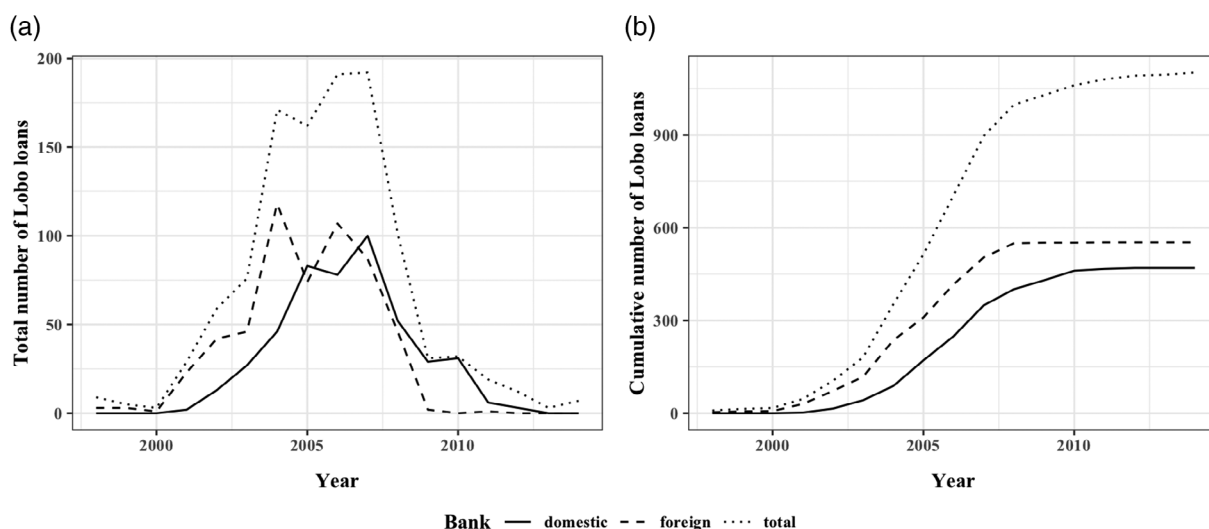 (a)
(b)
Total number of Lobo loans
200
150
100
50
0
2000
2005
2010
Year
Cumulative number of Lobo loans
900
600
300
0
2000
2005
2010
Year
Bank domestic foreign total